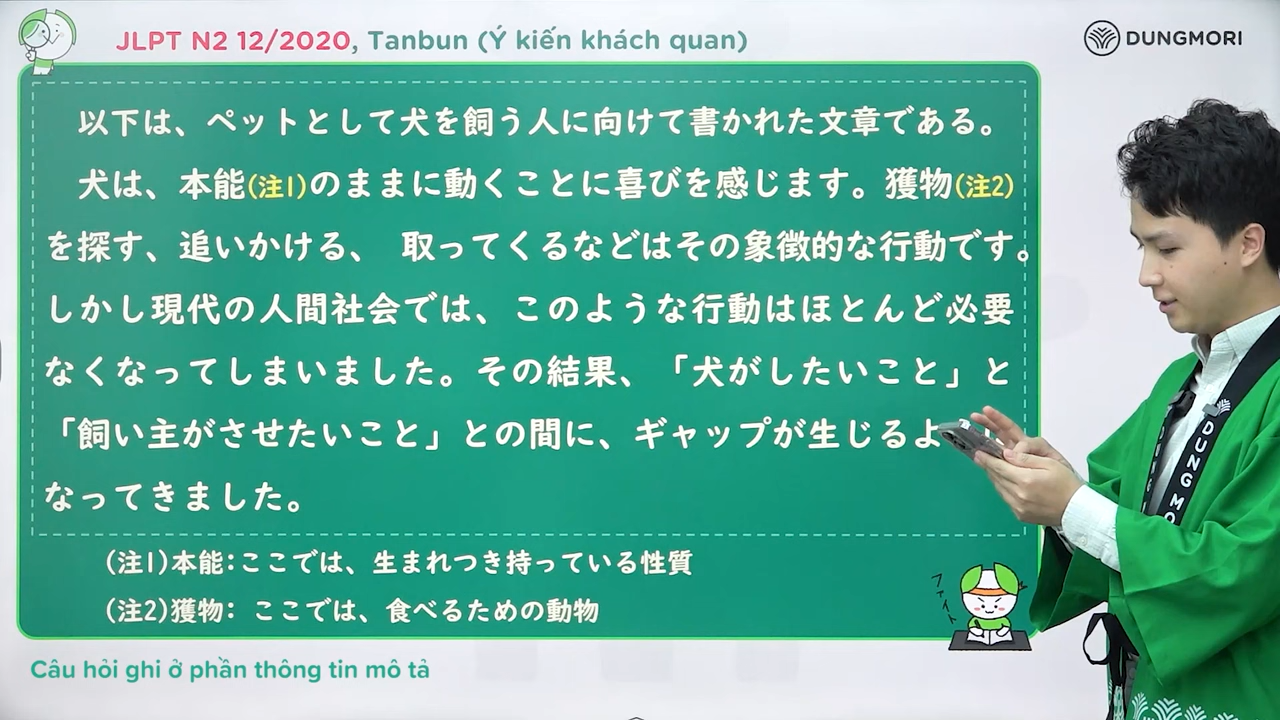 JLPT N2 12/2020, Tanbun (Ý kiến khách quan)
DUNGMORI
以下は、ペットとして犬を飼う人に向けて書かれた文章である。
犬は、本能(注1)のままに動くことに喜びを感じます。獲物(注2)
を探す、追いかける、 取ってくるなどはその象徴的な行動です。
しかし現代の人間社会では、このような行動はほとんど必要
なくなってしまいました。その結果、「犬がしたいこと」と
「飼い主がさせたいこと」との間に、ギャップが生じるよ
なってきました。
(注1)本能:ここでは、生まれつき持っている性質
(注2)獲物: ここでは、食べるための動物
ファイト
DUNG MO
Câu hỏi ghi ở phần thông tin mô tả